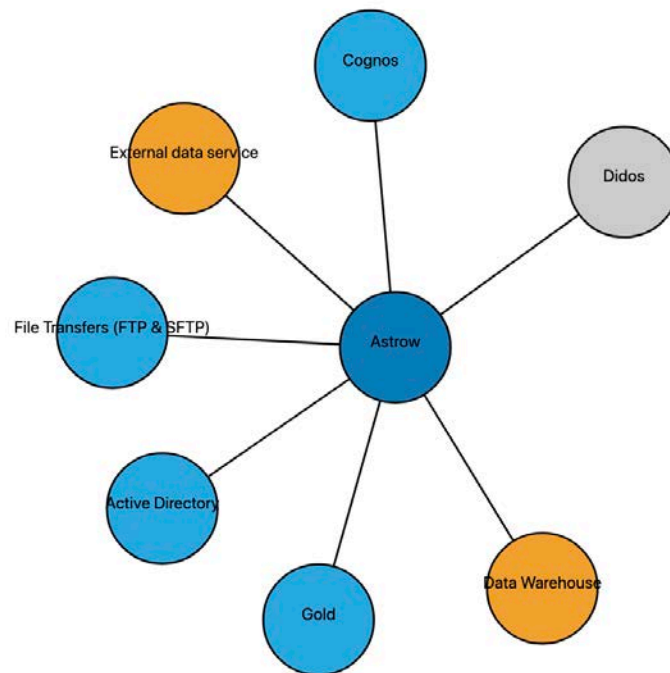 Cognos
External data service
Didos
File Transfers (FTP & SFTP)
Astrow
Active Directory
Data Warehouse
Gold